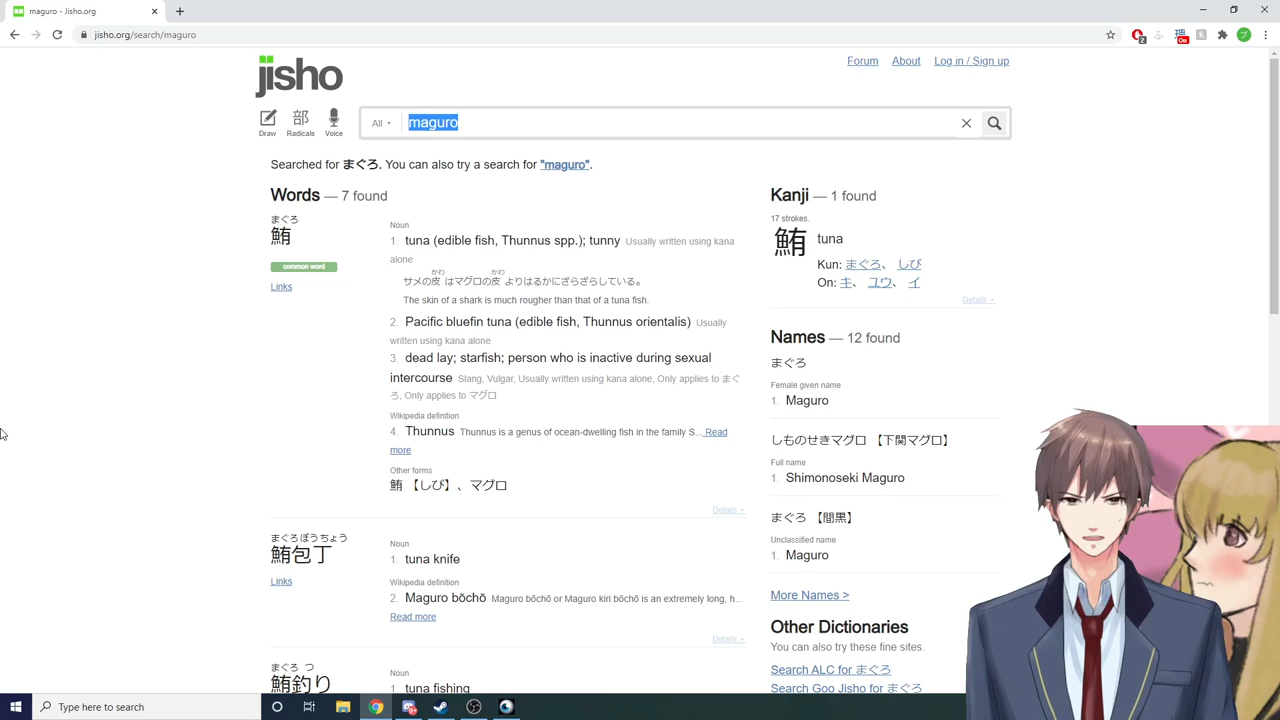 maguro - Jisho.org
jisho.org/search/maguro
2
On
プ
jisho
Forum
About
Log in / Sign up
Draw
部
Radicals
Voice
All
maguro
Searched for まぐろ. You can also try a search for "maguro".
Words — 7 found
まぐろ
鮪
common word
Links
Noun
1. tuna (edible fish, Thunnus spp.); tunny Usually written using kana
alone
かわ かわ
サメの皮はマグロの皮よりはるかにざらざらしている。
The skin of a shark is much rougher than that of a tuna fish.
2. Pacific bluefin tuna (edible fish, Thunnus orientalis) Usually
written using kana alone
3. dead lay; starfish; person who is inactive during sexual
intercourse Slang, Vulgar, Usually written using kana alone, Only applies to まぐ
ろ, Only applies to マグロ
Wikipedia definition
4. Thunnus Thunnus is a genus of ocean-dwelling fish in the family S... Read
more
Other forms
鮪 【しび】、マグロ
Details
まぐろぼうちょう
鮪包丁
Links
Noun
1. tuna knife
Wikipedia definition
2. Maguro bōchō Maguro bōchō or Maguro kiri bōchō is an extremely long, h...
Read more
Details
まぐろ つ
鮪釣り
Noun
1. tuna fishing
Kanji — 1 found
17 strokes.
鮪
tuna
Kun: まぐろ、 しび
On: キ、 ユウ、 イ
Details
Names — 12 found
まぐろ
Female given name
1. Maguro
しものせきマグロ 【下関マグロ】
Full name
1. Shimonoseki Maguro
まぐろ 【間黒】
Unclassified name
1. Maguro
More Names >
Other Dictionaries
You can also try these fine sites.
Search ALC for まぐろ
Search Goo Jisho for まぐろ
Type here to search